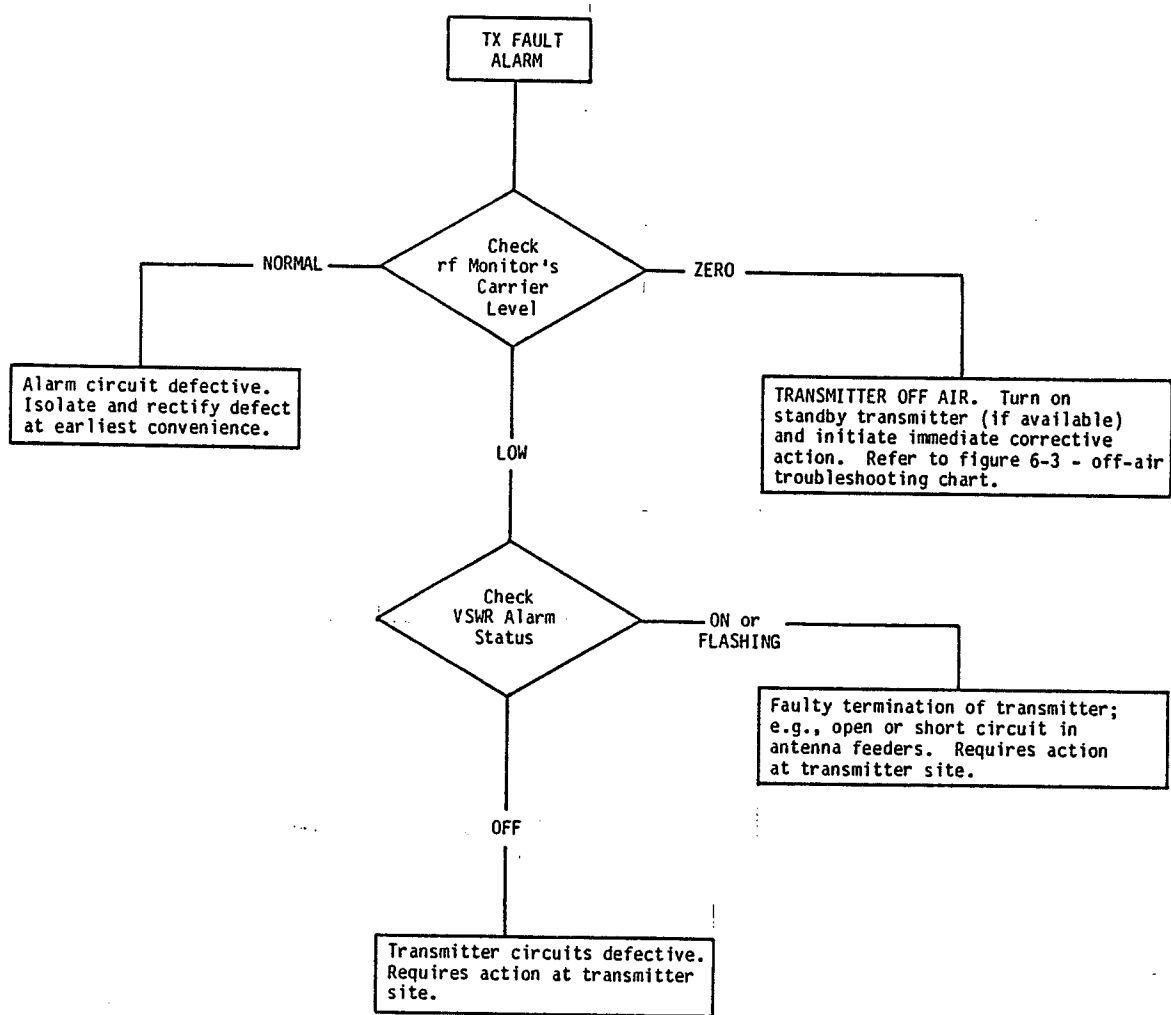 TX FAULT
ALARM
Check
rf Monitor's
Carrier
Level
NORMAL
ZERO
Alarm circuit defective.
Isolate and rectify defect
at earliest convenience.
TRANSMITTER OFF AIR. Turn on
standby transmitter (if available)
and initiate immediate corrective
action. Refer to figure 6-3 - off-air
troubleshooting chart.
LOW
Check
VSWR Alarm
Status
ON or
FLASHING
Faulty termination of transmitter;
e.g., open or short circuit in
antenna feeders. Requires action
at transmitter site.
OFF
Transmitter circuits defective.
Requires action at transmitter
site.